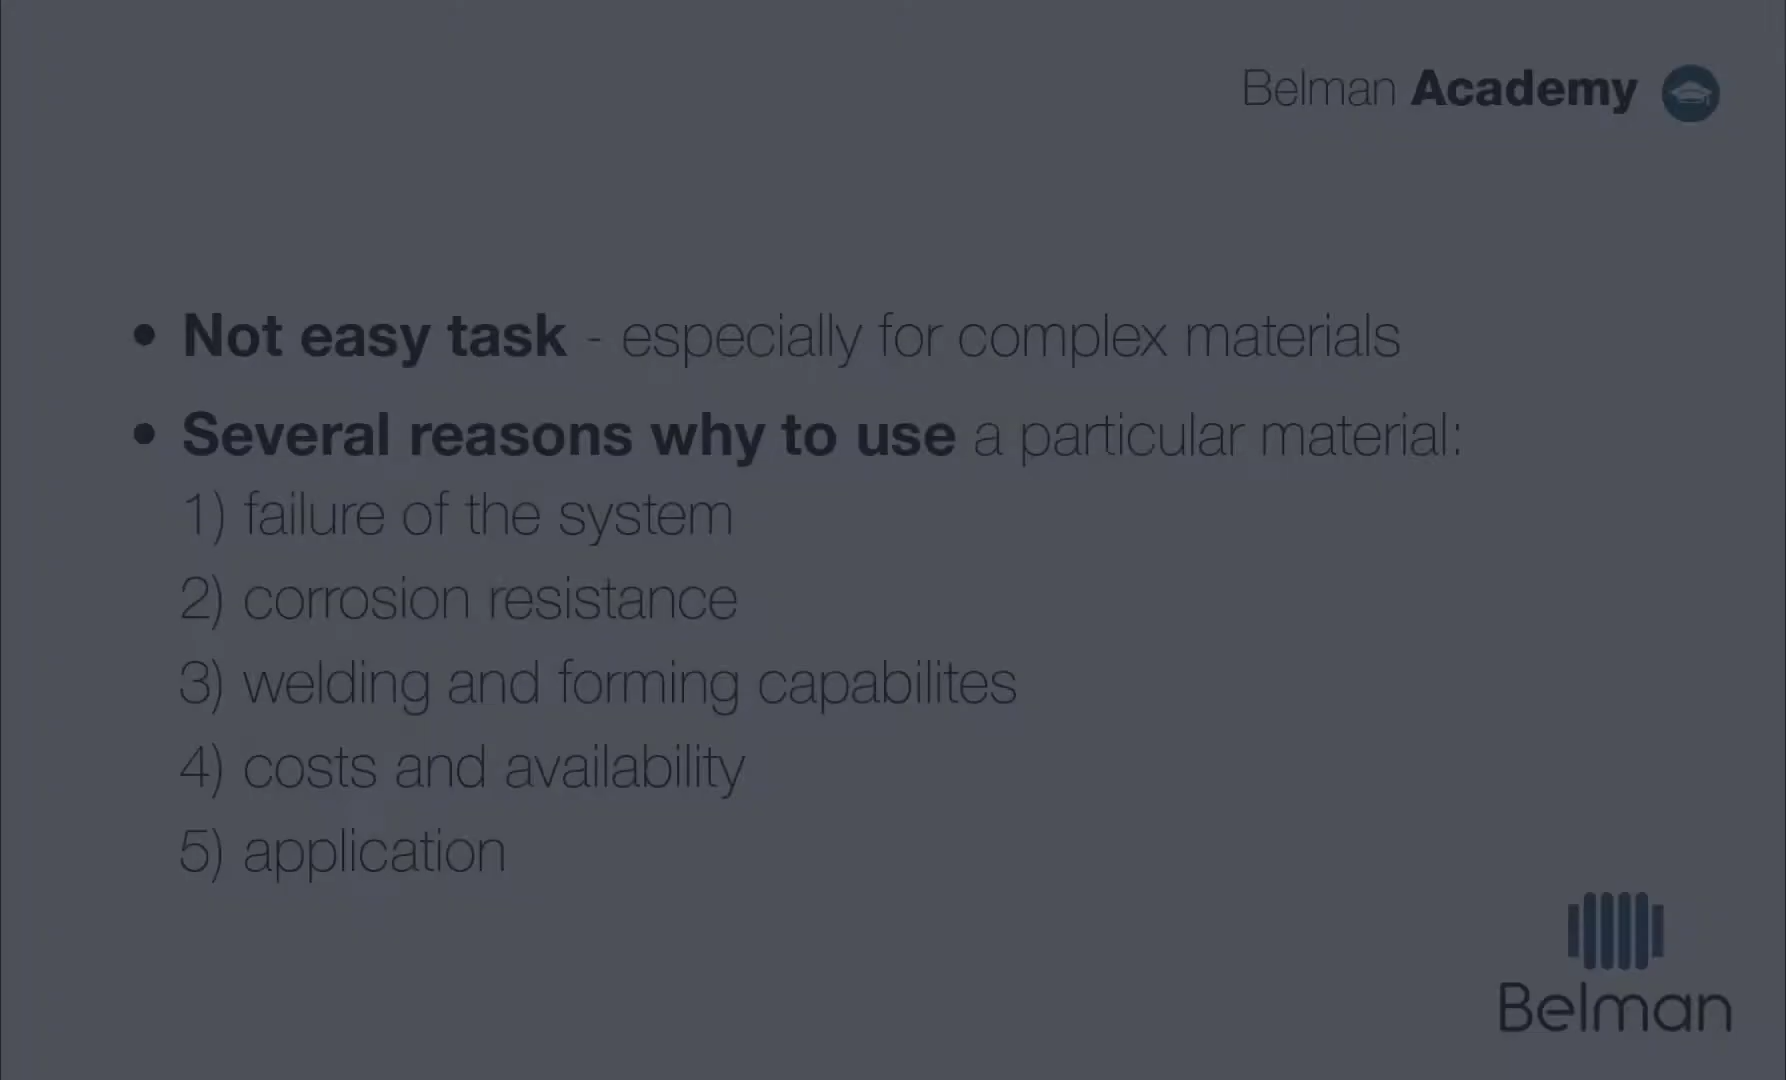 Belman Academy
• Not easy task - especially for complex materials
• Several reasons why to use a particular material:
1) failure of the system
2) corrosion resistance
3) welding and forming capabilites
4) costs and availability
5) application
Belman